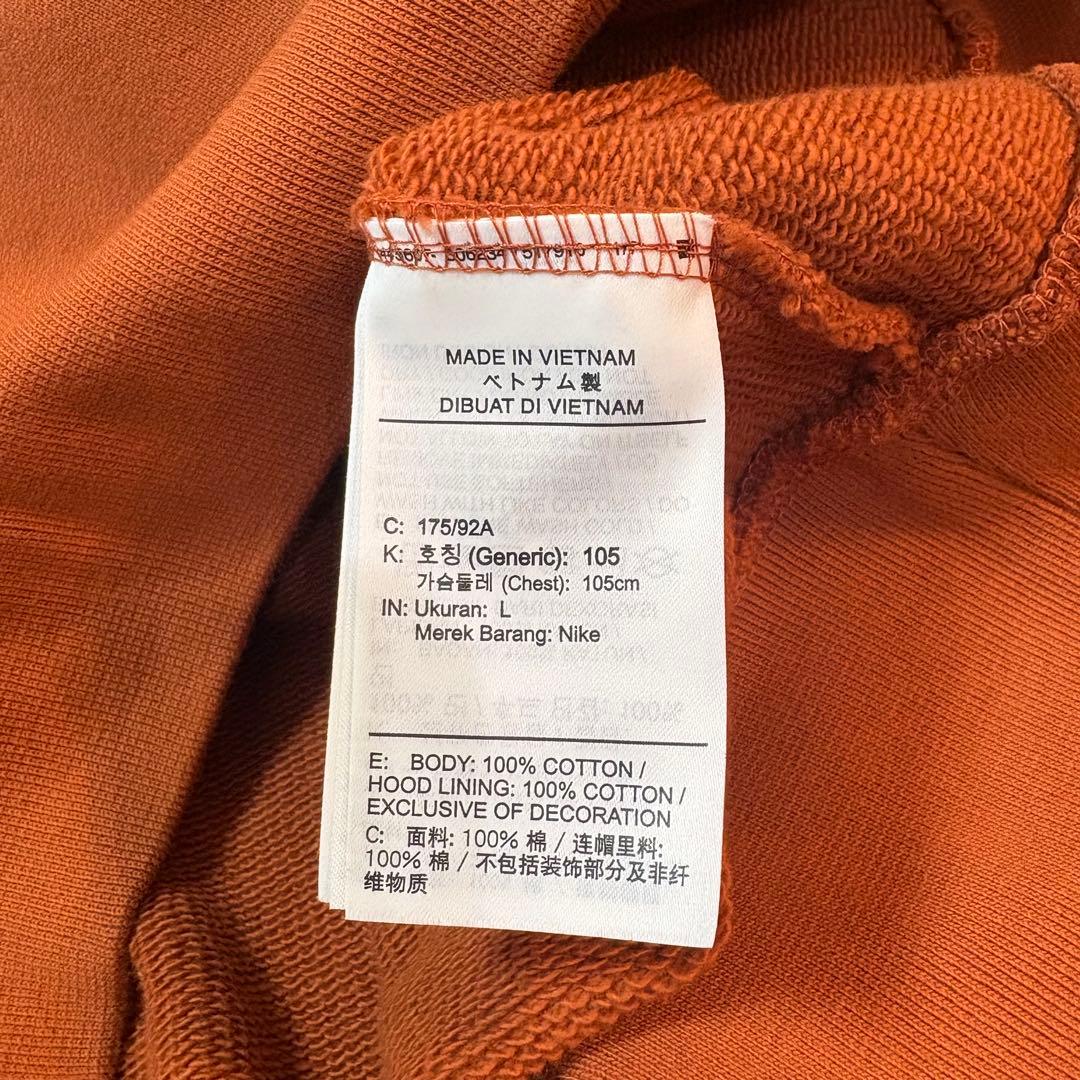 MADE IN VIETNAM
ベトナム製
DIBUAT DI VIETNAM
C: 175/92A
K: 호칭 (Generic): 105
가슴둘레 (Chest): 105cm
IN: Ukuran: L
Merek Barang: Nike
E: BODY: 100% COTTON /
HOOD LINING: 100% COTTON /
EXCLUSIVE OF DECORATION
C: 面料: 100% 棉 / 连帽里料:
100% 棉 / 不包括装饰部分及非纤
维物质